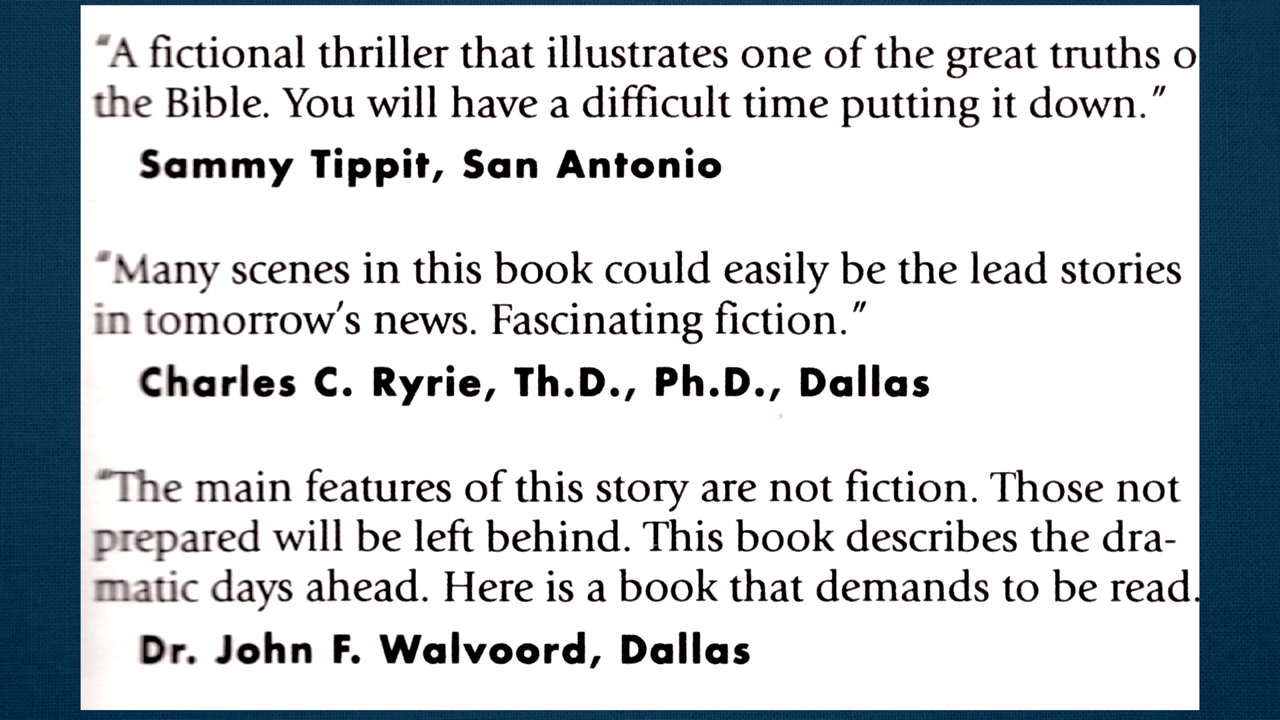 "A fictional thriller that illustrates one of the great truths o
the Bible. You will have a difficult time putting it down."
Sammy Tippit, San Antonio
"Many scenes in this book could easily be the lead stories
in tomorrow's news. Fascinating fiction."
Charles C. Ryrie, Th.D., Ph.D., Dallas
"The main features of this story are not fiction. Those not
prepared will be left behind. This book describes the dra-
matic days ahead. Here is a book that demands to be read.
Dr. John F. Walvoord, Dallas